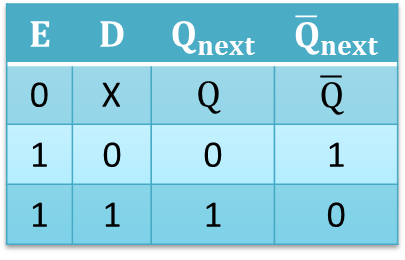 E D Qnext Q̅next
0 X Q Q̅
1 0 0 1
1 1 1 0